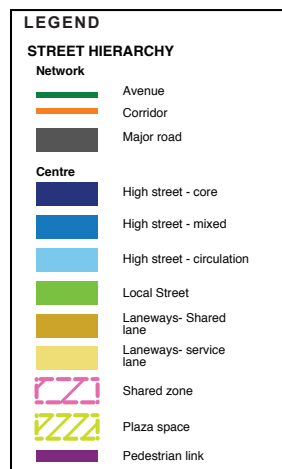 LEGEND
STREET HIERARCHY
Network
Avenue
Corridor
Major road
Centre
High street - core
High street - mixed
High street - circulation
Local Street
Laneways- Shared
lane
Laneways- service
lane
Shared zone
Plaza space
Pedestrian link